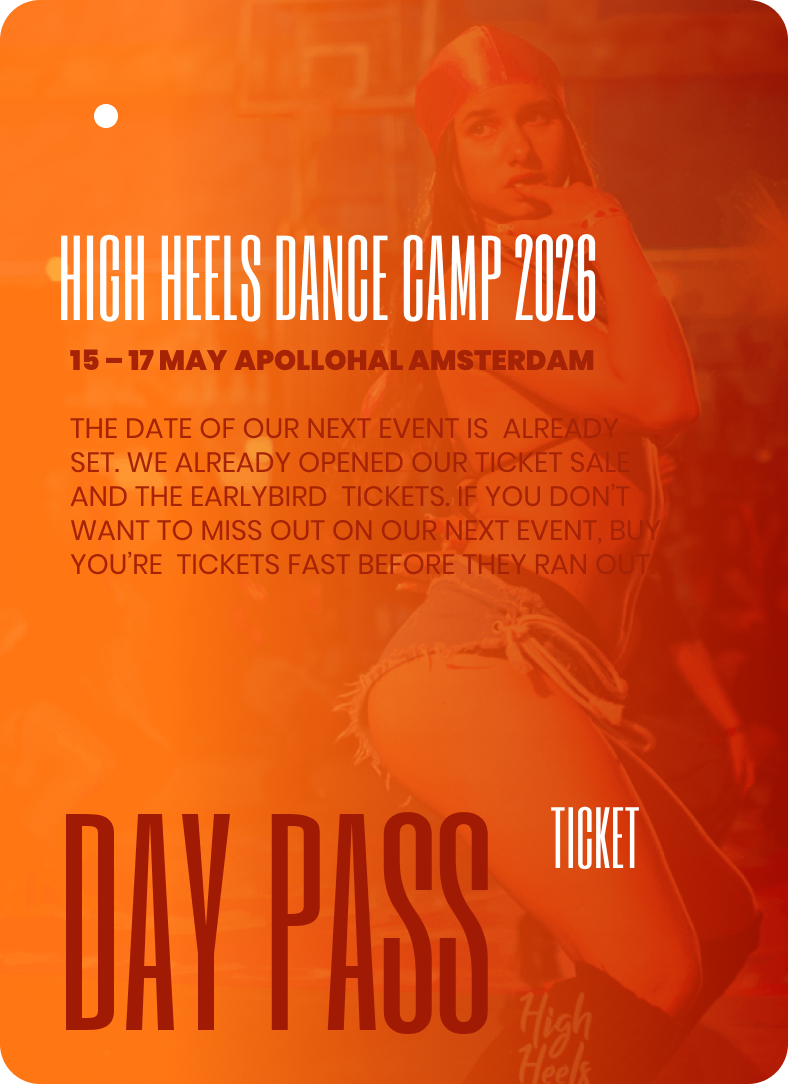 HIGH HEELS DANCE CAMP 2026
15 – 17 MAY APOLLOHAL AMSTERDAM
THE DATE OF OUR NEXT EVENT IS ALREADY
SET. WE ALREADY OPENED OUR TICKET SALE
AND THE EARLYBIRD TICKETS. IF YOU DON'T
WANT TO MISS OUT ON OUR NEXT EVENT, BUY
YOU'RE TICKETS FAST BEFORE THEY RAN OUT
DAY PASS
TICKET
High
Heels